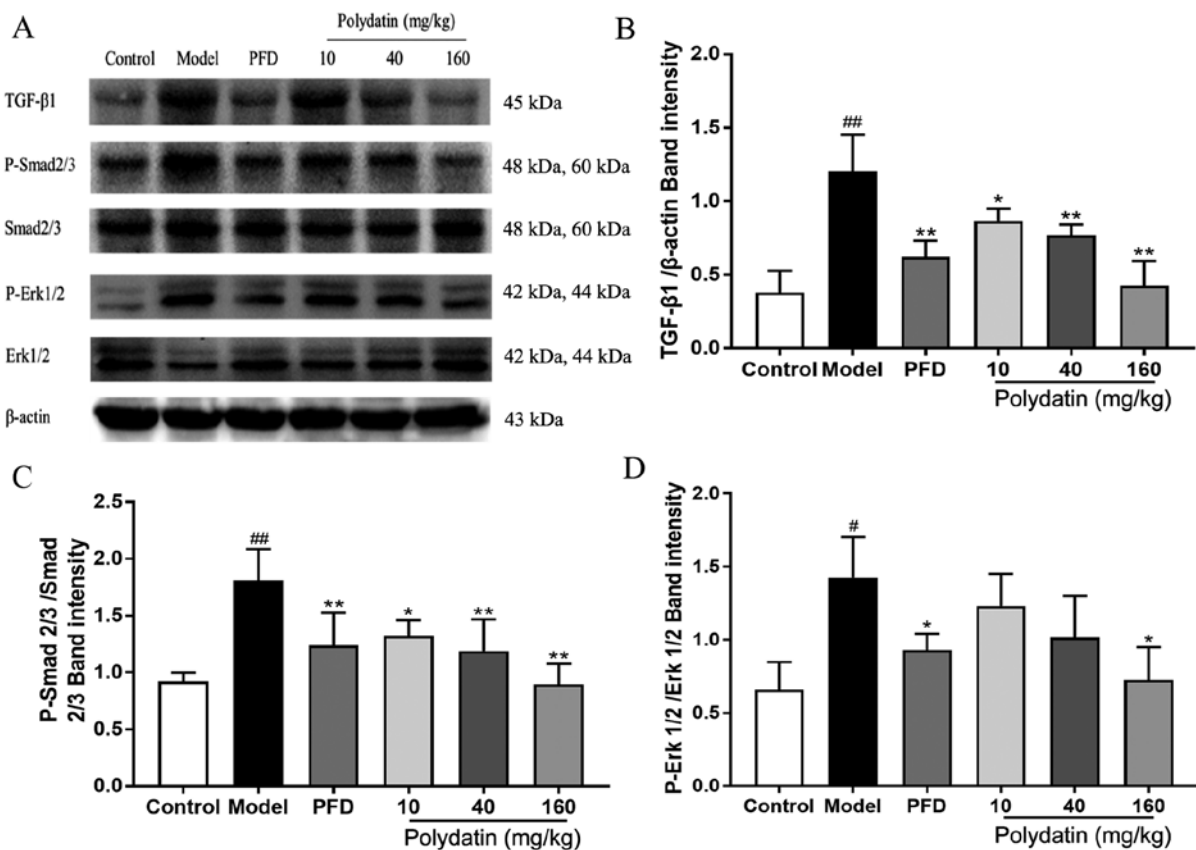 A
Polydatin (mg/kg)
Control Model PFD 10 40 160
TGF-β1 45 kDa
P-Smad2/3 48 kDa, 60 kDa
Smad2/3 48 kDa, 60 kDa
P-Erk1/2 42 kDa, 44 kDa
Erk1/2 42 kDa, 44 kDa
β-actin 43 kDa
B
TGF-β1 /β-actin Band intensity
2.0
1.5
1.0
0.5
0.0
##
**
*
**
**
Control Model PFD 10 40 160
Polydatin (mg/kg)
C
P-Smad 2/3 /Smad
2/3 Band intensity
2.5
2.0
1.5
1.0
0.5
0.0
##
**
*
**
**
Control Model PFD 10 40 160
Polydatin (mg/kg)
D
P-Erk 1/2 /Erk 1/2 Band intensity
2.0
1.5
1.0
0.5
0.0
#
*
*
Control Model PFD 10 40 160
Polydatin (mg/kg)